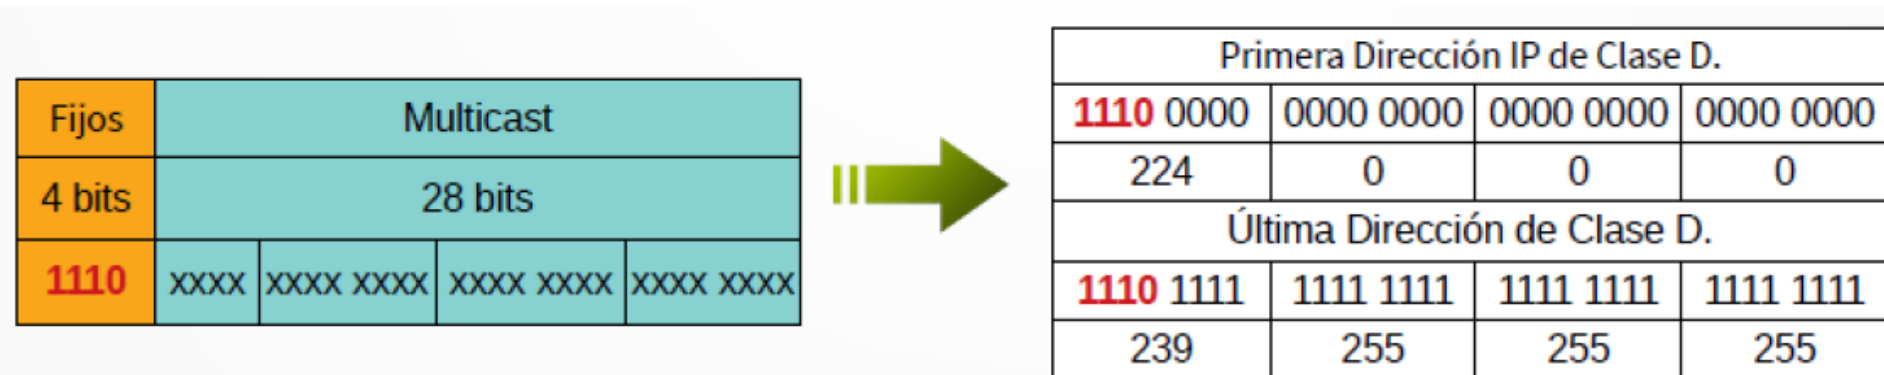 Fijos Multicast
4 bits 28 bits
1110 xxxx xxxx xxxx xxxx xxxx xxxx xxxx
Primera Dirección IP de Clase D.
1110 0000 0000 0000 0000 0000 0000 0000
224 0 0 0
Última Dirección de Clase D.
1110 1111 1111 1111 1111 1111 1111 1111
239 255 255 255